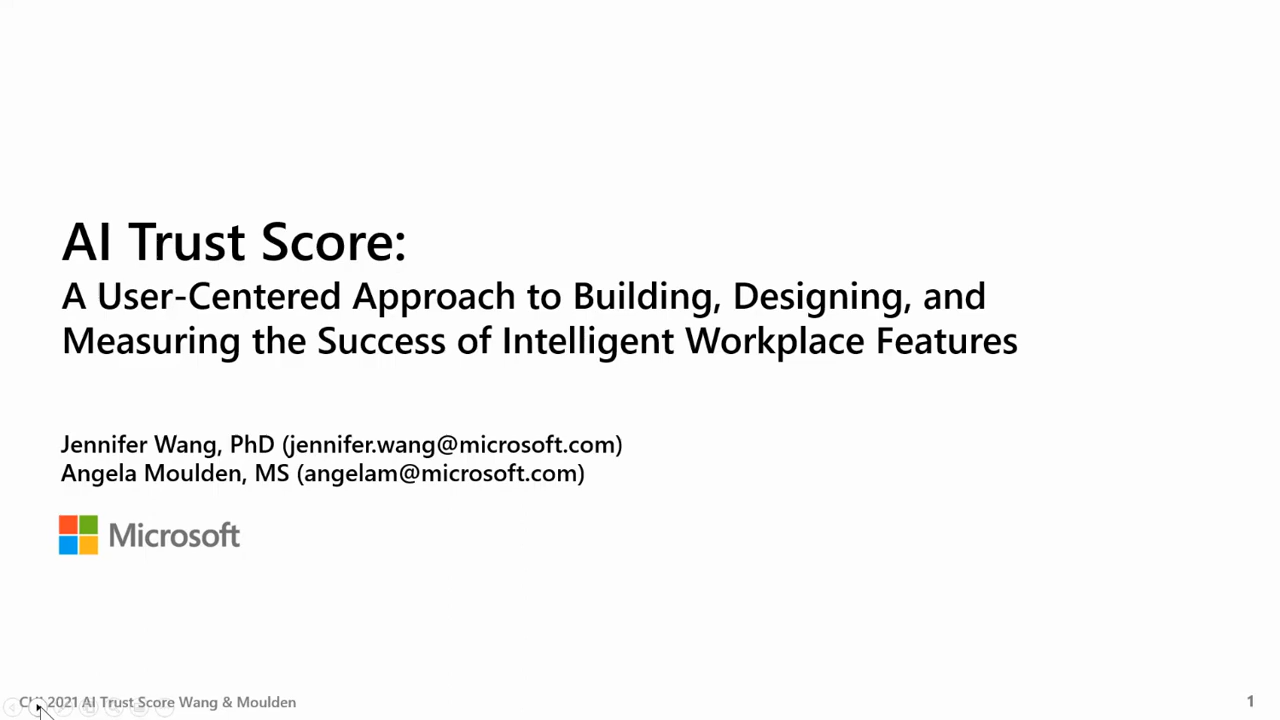 AI Trust Score:
A User-Centered Approach to Building, Designing, and
Measuring the Success of Intelligent Workplace Features
Jennifer Wang, PhD (jennifer.wang@microsoft.com)
Angela Moulden, MS (angelam@microsoft.com)
Microsoft
CHI 2021 AI Trust Score Wang & Moulden
1